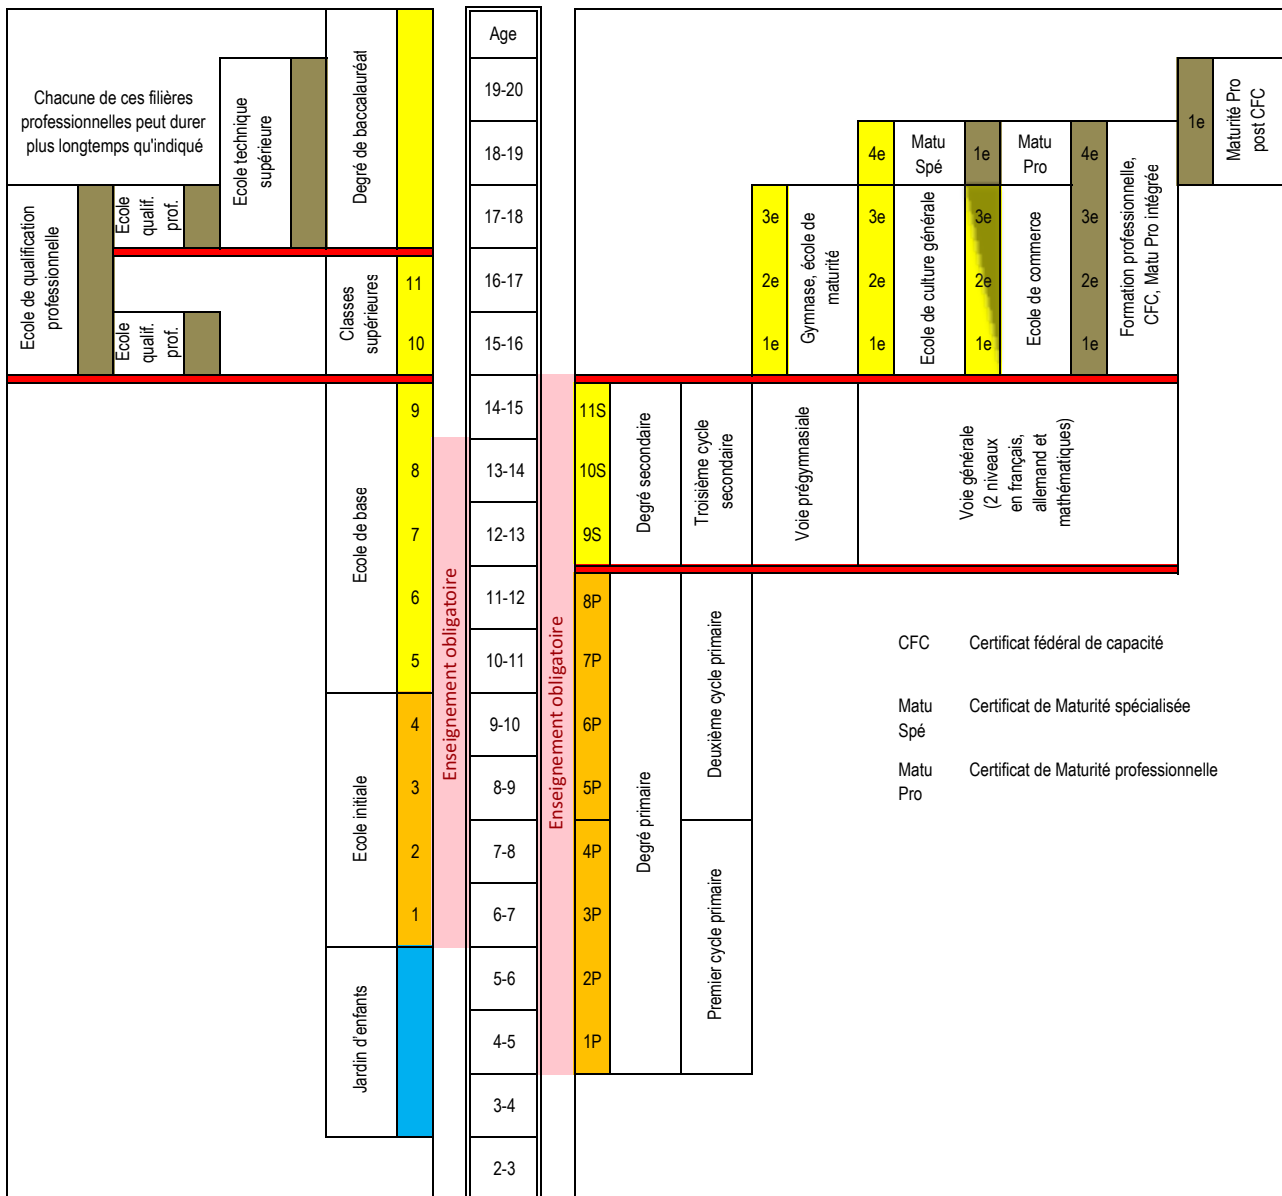 Chacune de ces filières
professionnelles peut durer
plus longtemps qu'indiqué
Ecole de qualification
professionnelle
Ecole
qualif.
prof.
Ecole
qualif.
prof.
Ecole technique
supérieure
Degré de baccalauréat
Classes
supérieures
11
10
Ecole de base
9
8
7
6
5
Ecole initiale
4
3
2
1
Jardin d'enfants
Enseignement obligatoire
Age
19-20
18-19
17-18
16-17
15-16
14-15
13-14
12-13
11-12
10-11
9-10
8-9
7-8
6-7
5-6
4-5
3-4
2-3
Enseignement obligatoire
11S
10S
9S
8P
7P
6P
5P
4P
3P
2P
1P
Degré secondaire
Degré primaire
Troisième cycle
secondaire
Deuxième cycle primaire
Premier cycle primaire
3e
2e
1e
Gymnase, école de
maturité
Voie prégymnasiale
4e
3e
2e
1e
Matu
Spé
Ecole de culture générale
1e
3e
2e
1e
Matu
Pro
Ecole de commerce
4e
3e
2e
1e
Formation professionnelle,
CFC, Matu Pro intégrée
1e
Maturité Pro
post CFC
Voie générale
(2 niveaux
en français,
allemand et
mathématiques)
CFC Certificat fédéral de capacité
Matu Certificat de Maturité spécialisée
Spé
Matu Certificat de Maturité professionnelle
Pro